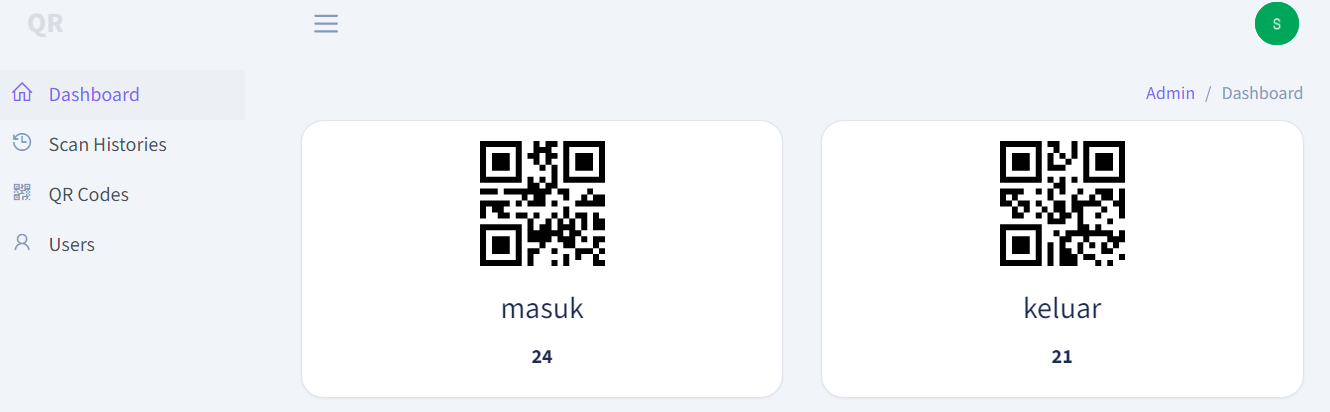 QR
S
Dashboard
Scan Histories
QR Codes
Users
Admin / Dashboard
masuk
24
keluar
21